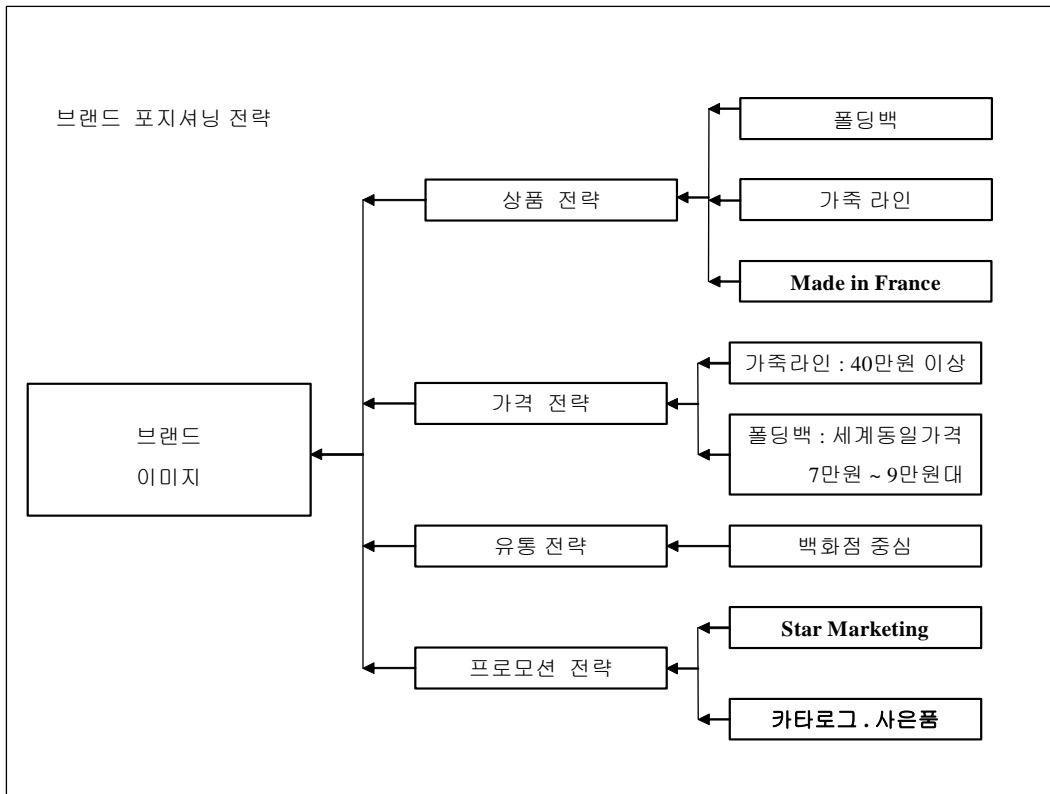 브랜드 포지셔닝 전략
폴딩백
상품 전략
가죽 라인
Made in France
가죽라인 : 40만원 이상
가격 전략
브랜드
이미지
폴딩백 : 세계동일가격
7만원 ~ 9만원대
유통 전략
백화점 중심
Star Marketing
프로모션 전략
카타로그 . 사은품